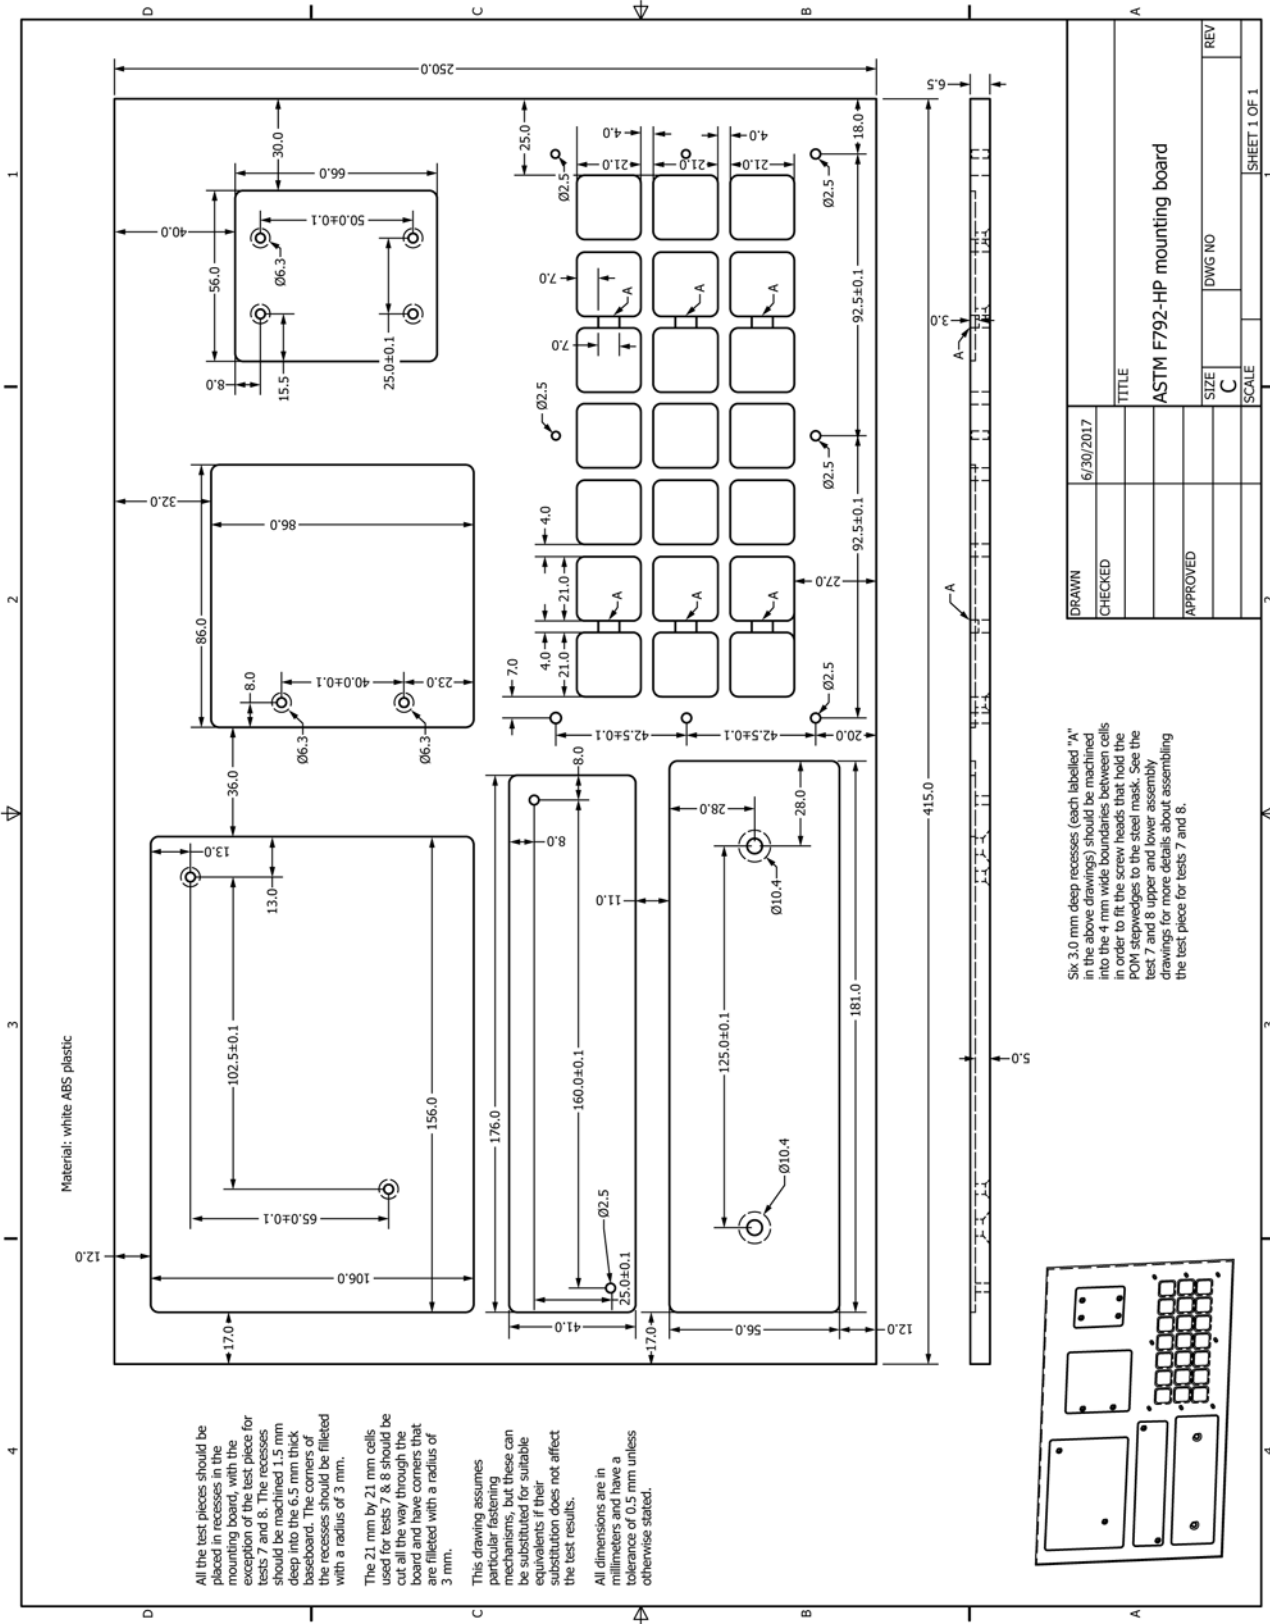 Material: white ABS plastic
All the test pieces should be
placed in recesses in the
mounting board, with the
exception of the test piece for
tests 7 and 8. The recesses
should be machined 1.5 mm
deep into the 6.5 mm thick
baseboard. The corners of
the recesses should be filleted
with a radius of 3 mm.
The 21 mm by 21 mm cells
used for tests 7 & 8 should be
cut all the way through the
board and have corners that
are filleted with a radius of
3 mm.
This drawing assumes
particular fastening
mechanisms, but these can
be substituted for suitable
equivalents if their
substitution does not affect
the test results.
All dimensions are in
millimeters and have a
tolerance of 0.5 mm unless
otherwise stated.
4
3
2
1
D
C
B
A
12.0
17.0
106.0
65.0±0.1
102.5±0.1
13.0
13.0
156.0
36.0
86.0
32.0
86.0
8.0
40.0±0.1
23.0
Ø6.3
Ø6.3
40.0
56.0
30.0
66.0
50.0±0.1
Ø6.3
8.0
15.5
25.0±0.1
250.0
176.0
41.0
8.0
8.0
160.0±0.1
Ø2.5
25.0±0.1
11.0
17.0
56.0
12.0
28.0
28.0
125.0±0.1
Ø10.4
Ø10.4
181.0
7.0
4.0
21.0
21.0
4.0
42.5±0.1
42.5±0.1
20.0
Ø2.5
27.0
Ø2.5
Ø2.5
92.5±0.1
92.5±0.1
18.0
25.0
Ø2.5
Ø2.5
4.0
21.0
21.0
4.0
21.0
7.0
7.0
A
A
A
A
A
A
415.0
6.5
3.0
A
A
5.0
Six 3.0 mm deep recesses (each labelled "A"
in the above drawings) should be machined
into the 4 mm wide boundaries between cells
in order to fit the screw heads that hold the
POM stepwedges to the steel mask. See the
test 7 and 8 upper and lower assembly
drawings for more details about assembling
the test piece for tests 7 and 8.
DRAWN
6/30/2017
CHECKED
APPROVED
TITLE
ASTM F792-HP mounting board
SIZE
C
DWG NO
REV
SCALE
SHEET 1 OF 1
D
C
B
A
4
3
2
1